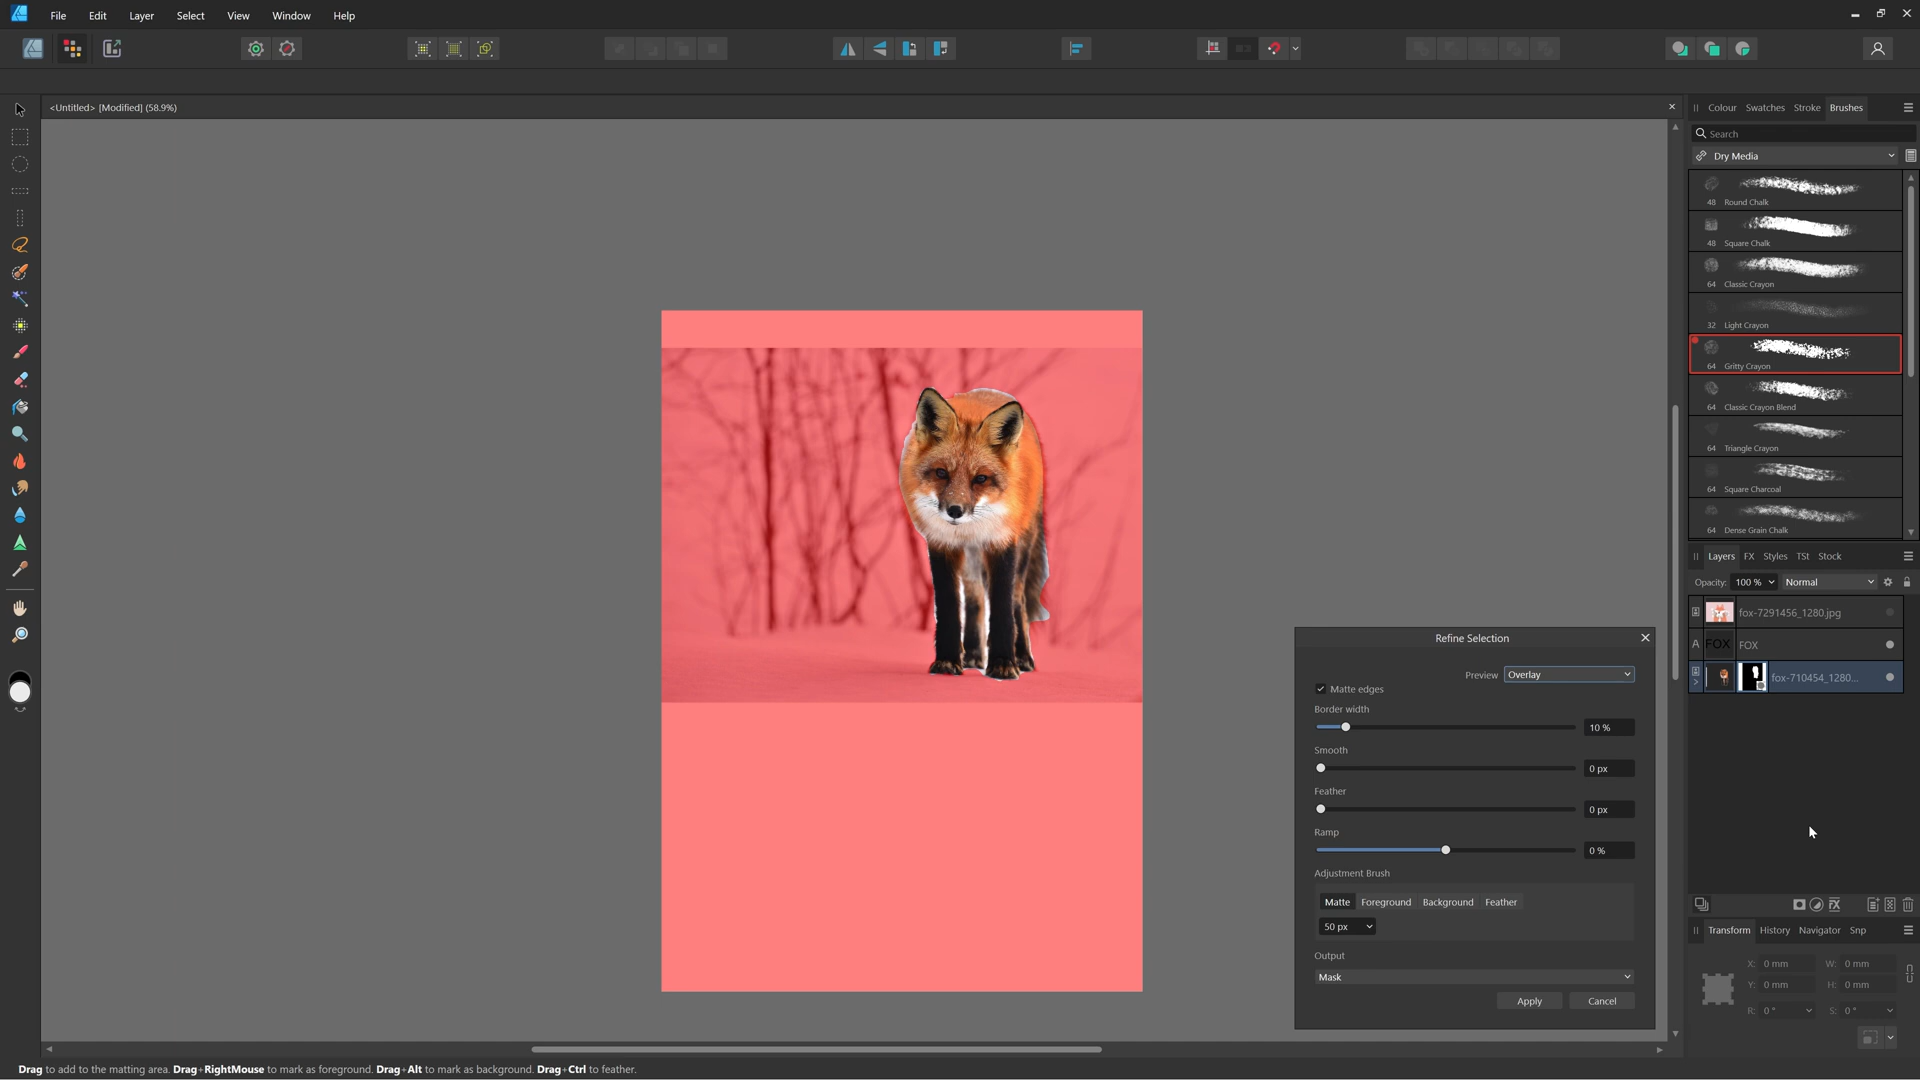 File Edit Layer Select View Window Help
<Untitled> [Modified] (58.9%)
Colour Swatches Stroke Brushes
Search
Dry Media
48 Round Chalk
48 Square Chalk
64 Classic Crayon
32 Light Crayon
64 Gritty Crayon
64 Classic Crayon Blend
64 Triangle Crayon
64 Square Charcoal
64 Dense Grain Chalk
Layers FX Styles TSt Stock
Opacity: 100 % Normal
fox-7291456_1280.jpg
A FOX FOX
fox-710454_1280...
Refine Selection
Preview Overlay
Matte edges
Border width
10 %
Smooth
0 px
Feather
0 px
Ramp
0 %
Adjustment Brush
Matte Foreground Background Feather
50 px
Output
Mask
Apply Cancel
Transform History Navigator Snp
X: 0 mm W: 0 mm
Y: 0 mm H: 0 mm
R: 0 ° S: 0 °
Drag to add to the matting area. Drag+RightMouse to mark as foreground. Drag+Alt to mark as background. Drag+Ctrl to feather.